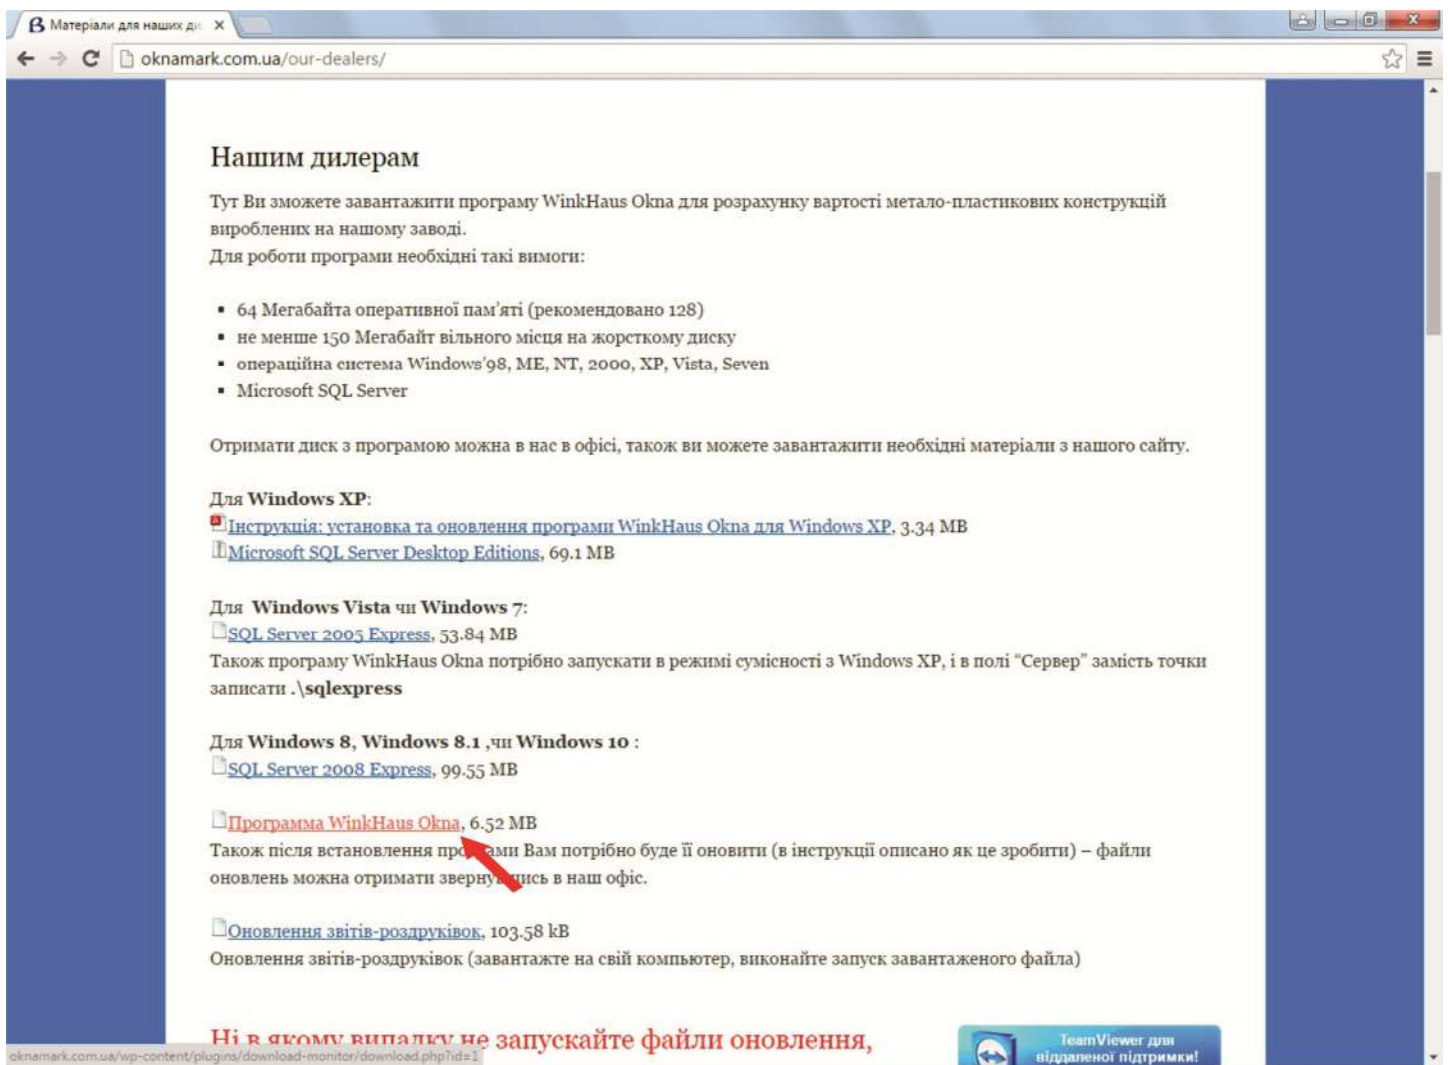 Матеріали для наших ди
oknamark.com.ua/our-dealers/
Нашим дилерам
Тут Ви зможете завантажити програму WinkHaus Okna для розрахунку вартості метало-пластикових конструкцій
вироблених на нашому заводі.
Для роботи програми необхідні такі вимоги:
64 Мегабайта оперативної пам’яті (рекомендовано 128)
не менше 150 Мегабайт вільного місця на жорсткому диску
операційна система Windows’98, ME, NT, 2000, XP, Vista, Seven
Microsoft SQL Server
Отримати диск з програмою можна в нас в офісі, також ви можете завантажити необхідні матеріали з нашого сайту.
Для Windows XP:
Інструкція: установка та оновлення програми WinkHaus Okna для Windows XP, 3.34 MB
Microsoft SQL Server Desktop Editions, 69.1 MB
Для Windows Vista чи Windows 7:
SQL Server 2005 Express, 53.84 MB
Також програму WinkHaus Okna потрібно запускати в режимі сумісності з Windows XP, і в полі “Сервер” замість точки
записати .\sqlexpress
Для Windows 8, Windows 8.1 ,чи Windows 10 :
SQL Server 2008 Express, 99.55 MB
Программа WinkHaus Okna, 6.52 MB
Також після встановлення програми Вам потрібно буде її оновити (в інструкції описано як це зробити) – файли
оновлень можна отримати звернувшись в наш офіс.
Оновлення звітів-роздруківок, 103.58 kB
Оновлення звітів-роздруківок (завантажте на свій компьютер, виконайте запуск завантаженого файла)
Ні в якому випадку не запускайте файли оновлення,
TeamViewer для
віддаленої підтримки!
oknamark.com.ua/wp-content/plugins/download-monitor/download.php?id=1